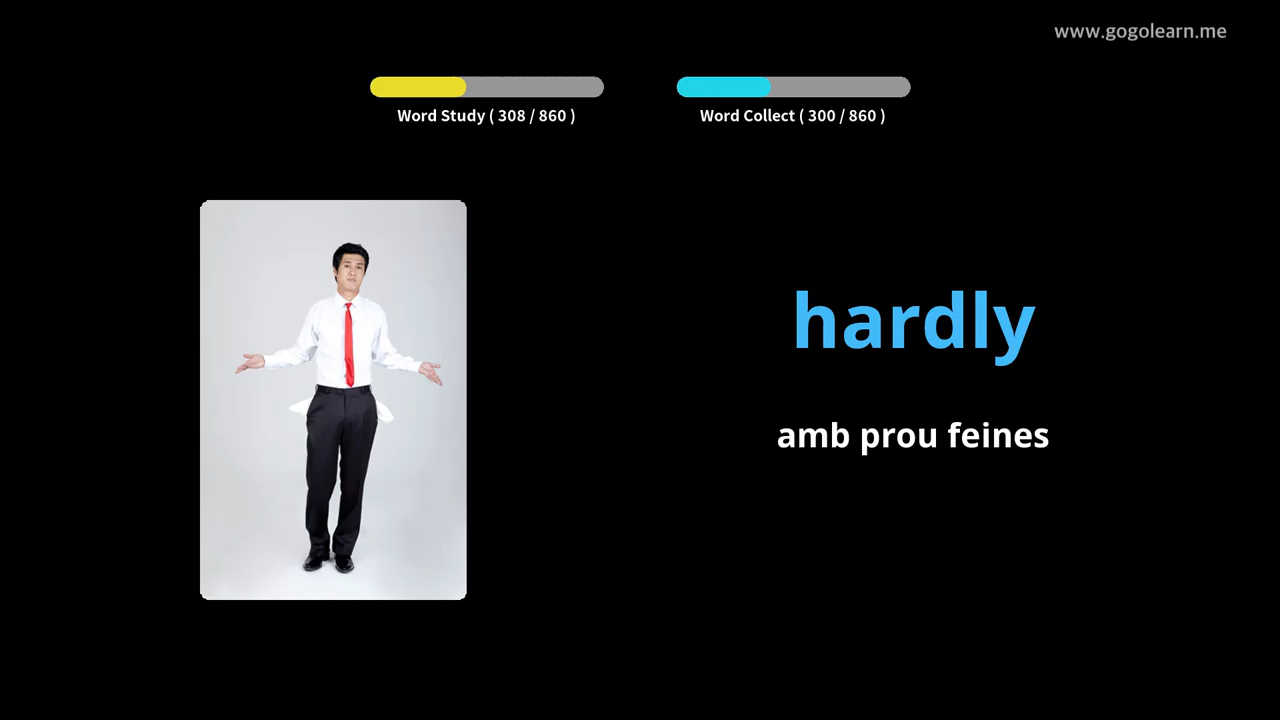 www.gogolearn.me
Word Study ( 308 / 860 )
Word Collect ( 300 / 860 )
hardly
amb prou feines